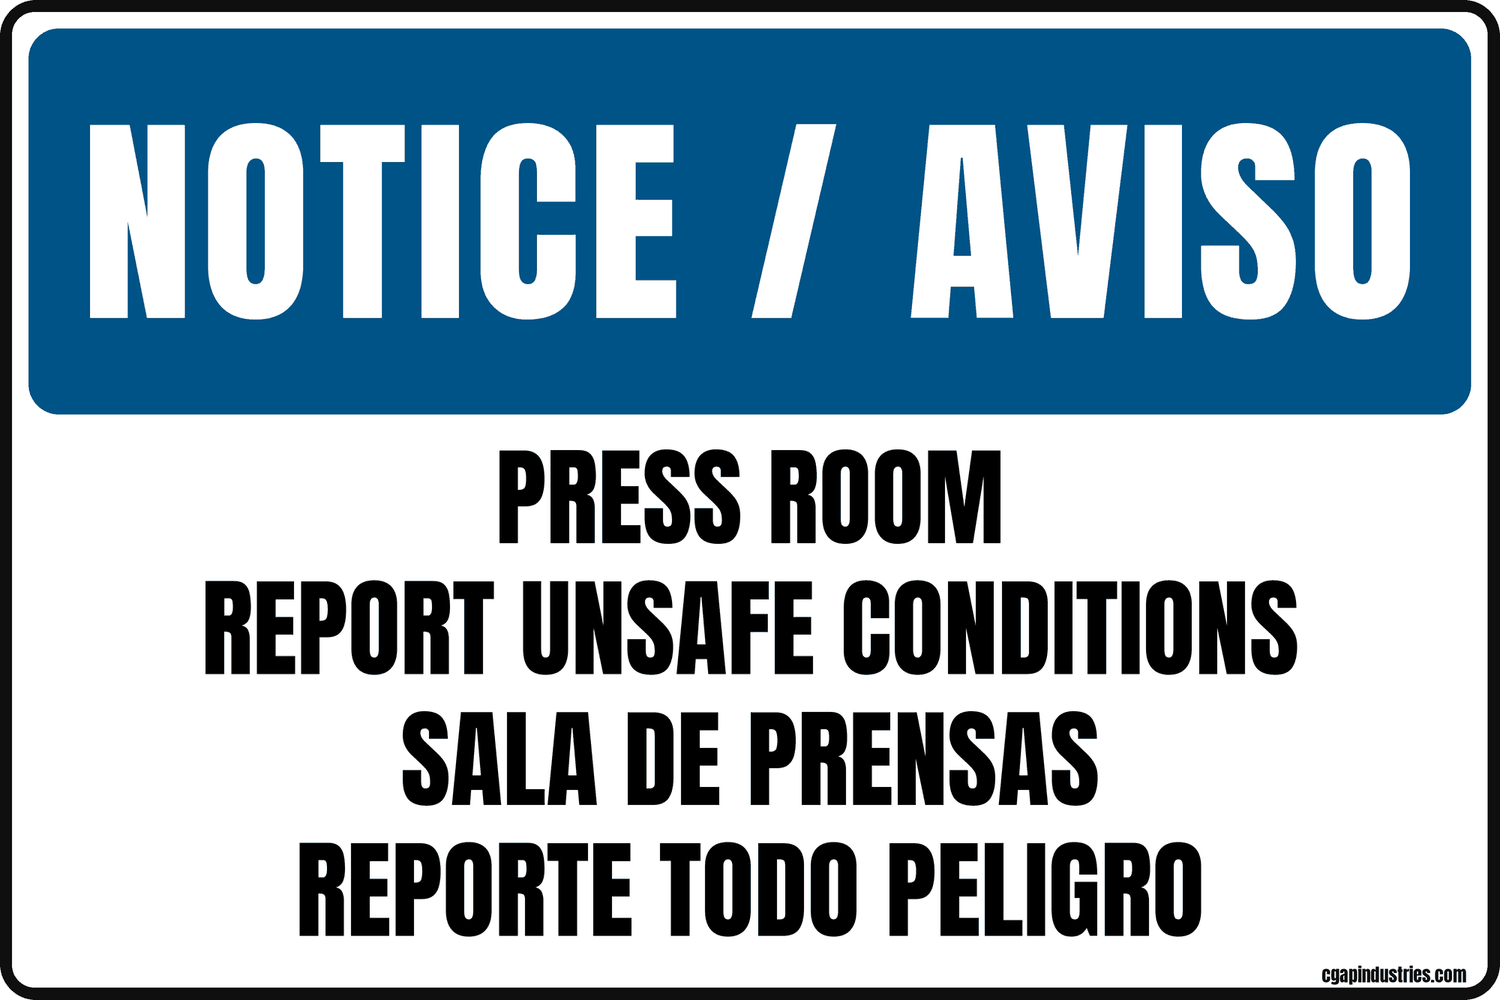 NOTICE / AVISO
PRESS ROOM
REPORT UNSAFE CONDITIONS
SALA DE PRENSAS
REPORTE TODO PELIGRO
cgapindustries.com